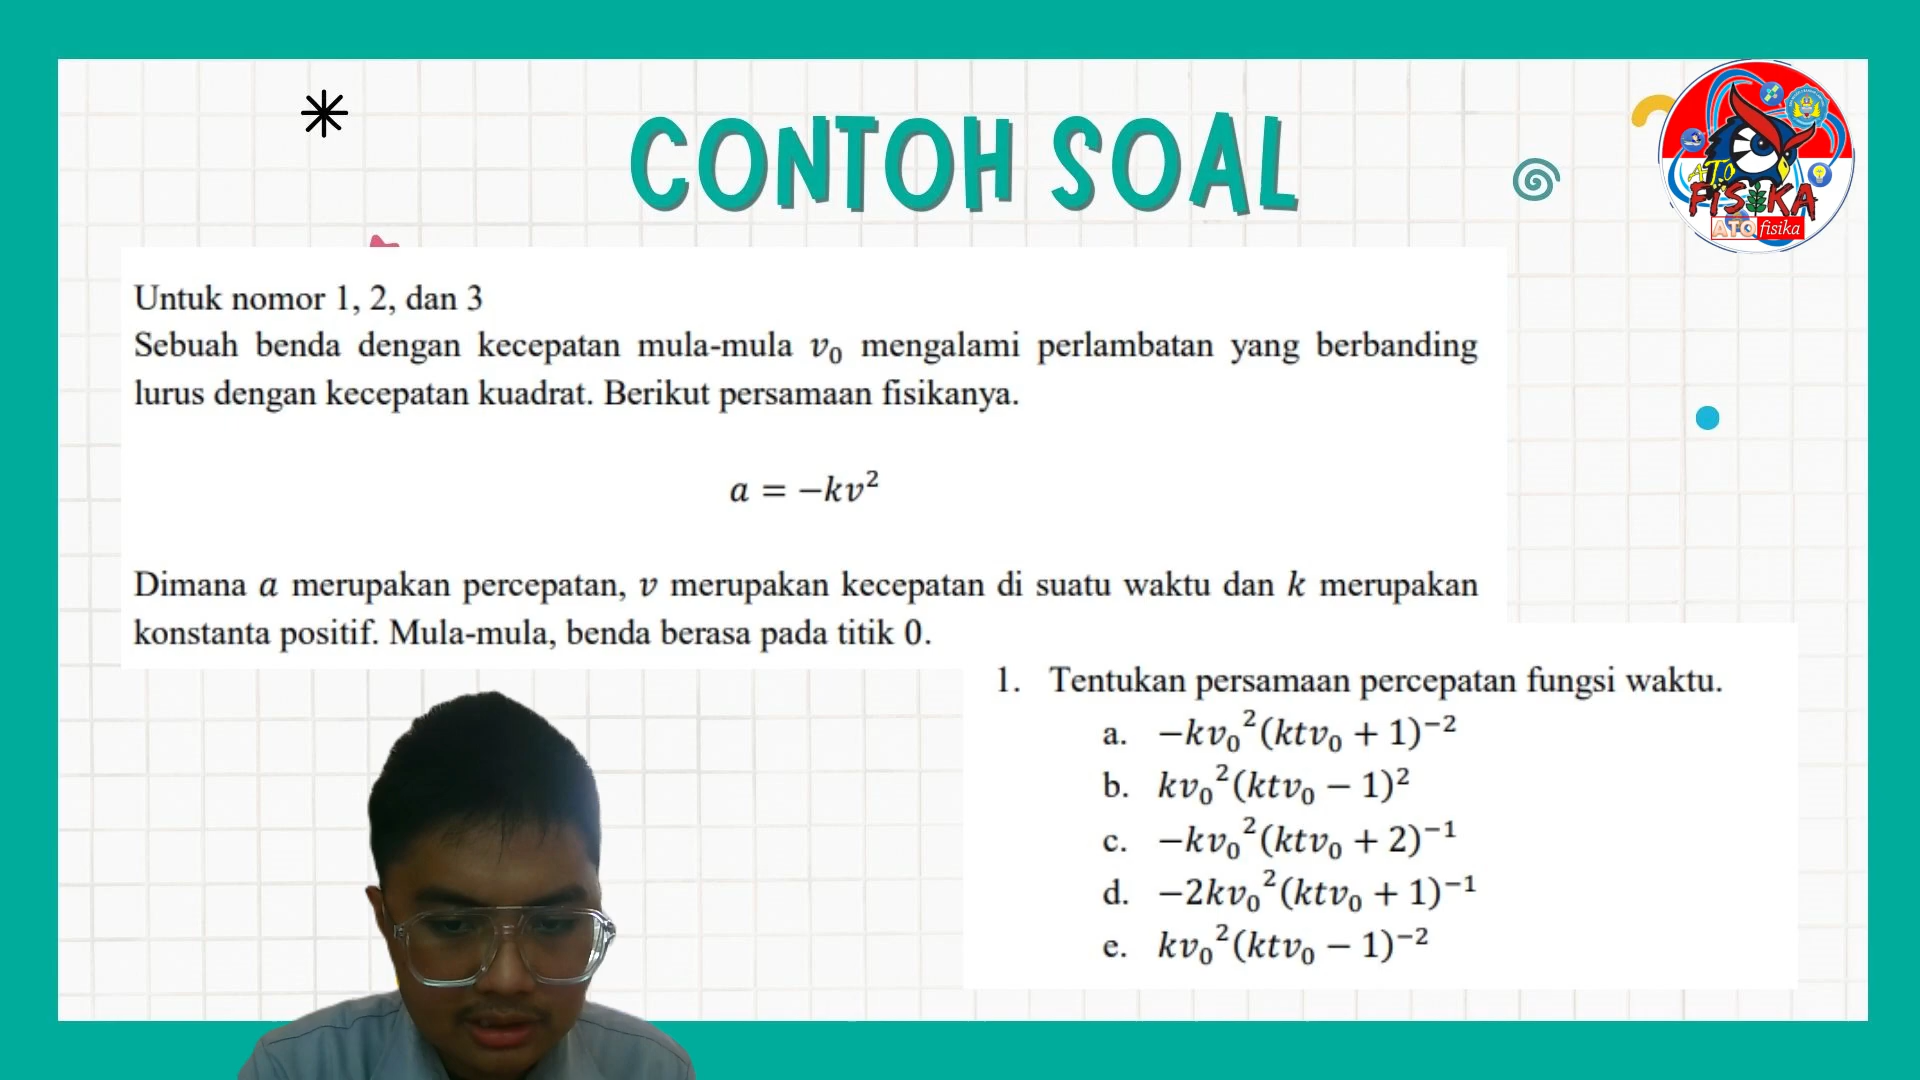 CONTOH SOAL
ATO
FISIKA
ATO fisika
Untuk nomor 1, 2, dan 3
Sebuah benda dengan kecepatan mula-mula v₀ mengalami perlambatan yang berbanding
lurus dengan kecepatan kuadrat. Berikut persamaan fisikanya.
a = −kv²
Dimana a merupakan percepatan, v merupakan kecepatan di suatu waktu dan k merupakan
konstanta positif. Mula-mula, benda berasa pada titik 0.
1. Tentukan persamaan percepatan fungsi waktu.
a. −kv₀²(ktv₀ + 1)⁻²
b. kv₀²(ktv₀ − 1)²
c. −kv₀²(ktv₀ + 2)⁻¹
d. −2kv₀²(ktv₀ + 1)⁻¹
e. kv₀²(ktv₀ − 1)⁻²